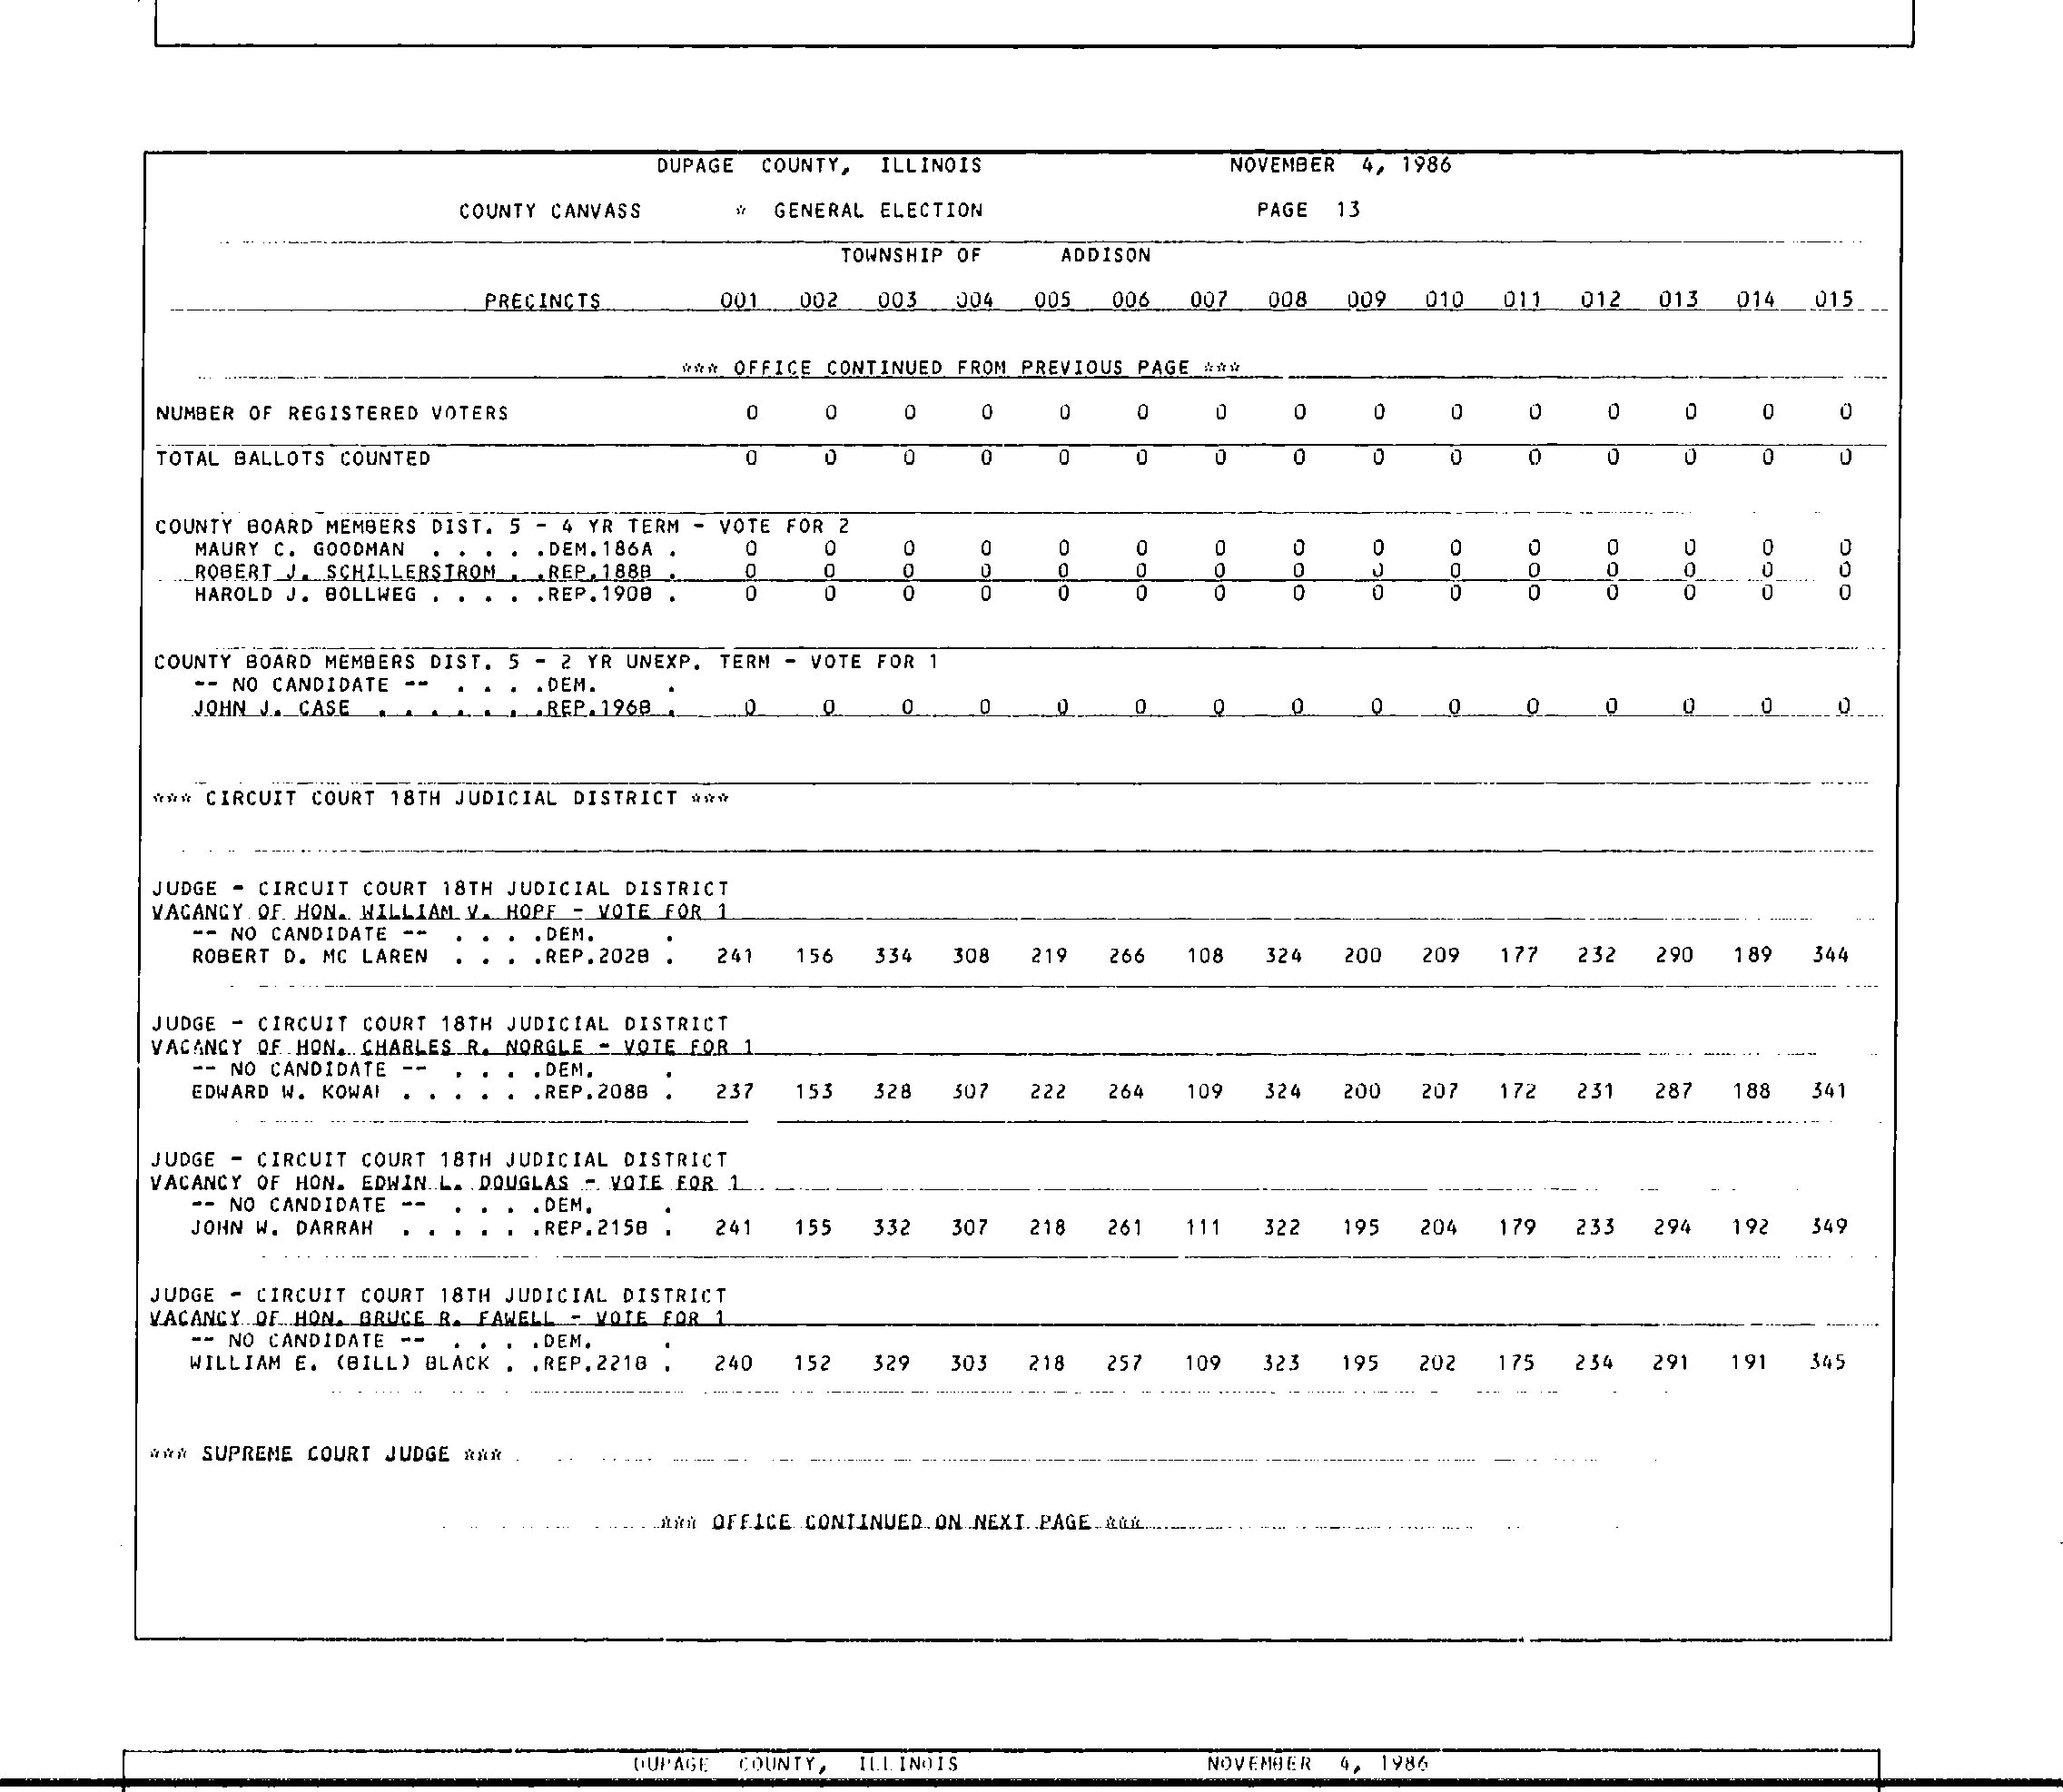 DUPAGE COUNTY, ILLINOIS NOVEMBER 4, 1986
COUNTY CANVASS * GENERAL ELECTION PAGE 13
TOWNSHIP OF ADDISON
PRECINCTS 001 002 003 004 005 006 007 008 009 010 011 012 013 014 015
*** OFFICE CONTINUED FROM PREVIOUS PAGE ***
NUMBER OF REGISTERED VOTERS 0 0 0 0 0 0 0 0 0 0 0 0 0 0 0
TOTAL BALLOTS COUNTED 0 0 0 0 0 0 0 0 0 0 0 0 0 0 0
COUNTY BOARD MEMBERS DIST. 5 - 4 YR TERM - VOTE FOR 2
MAURY C. GOODMAN . . . . . .DEM.186A . 0 0 0 0 0 0 0 0 0 0 0 0 0 0 0
ROBERT J. SCHILLERSTROM . .REP.188B . 0 0 0 0 0 0 0 0 0 0 0 0 0 0 0
HAROLD J. BOLLWEG . . . . . .REP.190B . 0 0 0 0 0 0 0 0 0 0 0 0 0 0 0
COUNTY BOARD MEMBERS DIST. 5 - 2 YR UNEXP. TERM - VOTE FOR 1
-- NO CANDIDATE -- . . . .DEM. .
JOHN J. CASE . . . . . . .REP.196B . 0 0 0 0 0 0 0 0 0 0 0 0 0 0 0
*** CIRCUIT COURT 18TH JUDICIAL DISTRICT ***
JUDGE - CIRCUIT COURT 18TH JUDICIAL DISTRICT
VACANCY OF HON. WILLIAM V. HOPF - VOTE FOR 1
-- NO CANDIDATE -- . . . .DEM. .
ROBERT D. MC LAREN . . . .REP.202B . 241 156 334 308 219 266 108 324 200 209 177 232 290 189 344
JUDGE - CIRCUIT COURT 18TH JUDICIAL DISTRICT
VACANCY OF HON. CHARLES R. NORGLE - VOTE FOR 1
-- NO CANDIDATE -- . . . .DEM. .
EDWARD W. KOWAl . . . . . .REP.208B . 237 153 328 307 222 264 109 324 200 207 172 231 287 188 341
JUDGE - CIRCUIT COURT 18TH JUDICIAL DISTRICT
VACANCY OF HON. EDWIN L. DOUGLAS - VOTE FOR 1
-- NO CANDIDATE -- . . . .DEM. .
JOHN W. DARRAH . . . . . .REP.215B . 241 155 332 307 218 261 111 322 195 204 179 233 294 192 349
JUDGE - CIRCUIT COURT 18TH JUDICIAL DISTRICT
VACANCY OF HON. BRUCE R. FAWELL - VOTE FOR 1
-- NO CANDIDATE -- . . . .DEM. .
WILLIAM E. (BILL) BLACK . .REP.221B . 240 152 329 303 218 257 109 323 195 202 175 234 291 191 345
*** SUPREME COURT JUDGE ***
*** OFFICE CONTINUED ON NEXT PAGE ***
DUPAGE COUNTY, ILLINOIS NOVEMBER 4, 1986